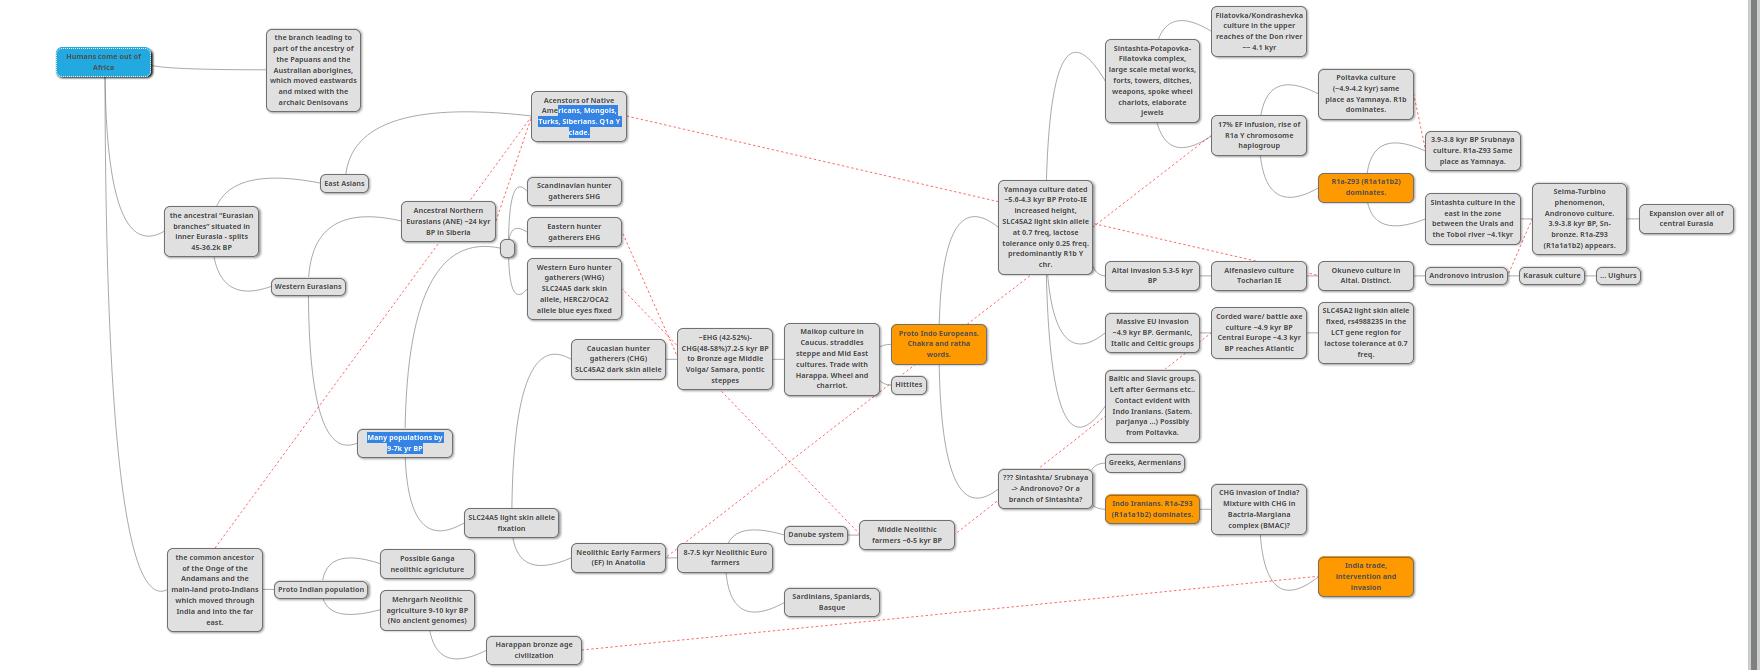 Humans come out of
Africa
the branch leading to
part of the ancestry of
the Papuans and the
Australian aborigines,
which moved eastwards
and mixed with the
archaic Denisovans
Acenstors of Native
Americans, Mongols,
Turks, Siberians. Q1a Y
clade.
East Asians
the ancestral "Eurasian
branches" situated in
inner Eurasia - splits
45-36.2k BP
Western Eurasians
Ancestral Northern
Eurasians (ANE) ~24 kyr
BP in Siberia
Scandinavian hunter
gatherers SHG
Eastern hunter
gatherers EHG
Western Euro hunter
gatherers (WHG)
SLC24A5 dark skin
allele, HERC2/OCA2
allele blue eyes fixed
Caucasian hunter
gatherers (CHG)
SLC45A2 dark skin allele
~EHG (42-52%)-
CHG(48-58%)7.2-5 kyr BP
to Bronze age Middle
Volga/ Samara, pontic
steppes
Maikop culture in
Caucus. straddles
steppe and Mid East
cultures. Trade with
Harappa. Wheel and
charriot.
Proto Indo Europeans.
Chakra and ratha
words.
Hittites
Many populations by
9-7k yr BP
SLC24A5 light skin allele
fixation
Neolithic Early Farmers
(EF) in Anatolia
8-7.5 kyr Neolithic Euro
farmers
Danube system
Middle Neolithic
farmers ~6-5 kyr BP
Sardinians, Spaniards,
Basque
the common ancestor
of the Onge of the
Andamans and the
main-land proto-Indians
which moved through
India and into the far
east.
Proto Indian population
Possible Ganga
neolithic agriculture
Mehrgarh Neolithic
agriculture 9-10 kyr BP
(No ancient genomes)
Harappan bronze age
civilization
Yamnaya culture dated
~5.6-4.3 kyr BP Proto-IE
increased height,
SLC45A2 light skin allele
at 0.7 freq, lactose
tolerance only 0.25 freq.
predominantly R1b Y
chr.
Sintashta-Potapovka-
Filatovka complex,
large scale metal works,
forts, towers, ditches,
weapons, spoke wheel
chariots, elaborate
jewels
Filatovka/Kondrashevka
culture in the upper
reaches of the Don river
~~ 4.1 kyr
17% EF infusion, rise of
R1a Y chromosome
haplogroup
Poltavka culture
(~4.9-4.2 kyr) same
place as Yamnaya. R1b
dominates.
R1a-Z93 (R1a1a1b2)
dominates.
3.9-3.8 kyr BP Srubnaya
culture. R1a-Z93 Same
place as Yamnaya.
Sintashta culture in the
east in the zone
between the Urals and
the Tobol river ~4.1kyr
Seima-Turbino
phenomenon,
Andronovo culture.
3.9-3.8 kyr BP, Sn-
bronze. R1a-Z93
(R1a1a1b2) appears.
Expansion over all of
central Eurasia
Altai invasion 5.3-5 kyr
BP
Alfenasievo culture
Tocharian IE
Okunevo culture in
Altai. Distinct.
Andronovo intrusion
Karasuk culture
... Uighurs
Massive EU invasion
~4.9 kyr BP. Germanic,
Italic and Celtic groups
Corded ware/ battle axe
culture ~4.9 kyr BP
Central Europe ~4.3 kyr
BP reaches Atlantic
SLC45A2 light skin allele
fixed, rs4988235 in the
LCT gene region for
lactose tolerance at 0.7
freq.
Baltic and Slavic groups.
Left after Germans etc..
Contact evident with
Indo Iranians. (Satem.
parjanya ...) Possibly
from Poltavka.
??? Sintashta/ Srubnaya
-> Andronovo? Or a
branch of Sintashta?
Greeks, Aermenians
Indo Iranians. R1a-Z93
(R1a1a1b2) dominates.
CHG invasion of India?
Mixture with CHG in
Bactria-Margiana
complex (BMAC)?
India trade,
intervention and
invasion